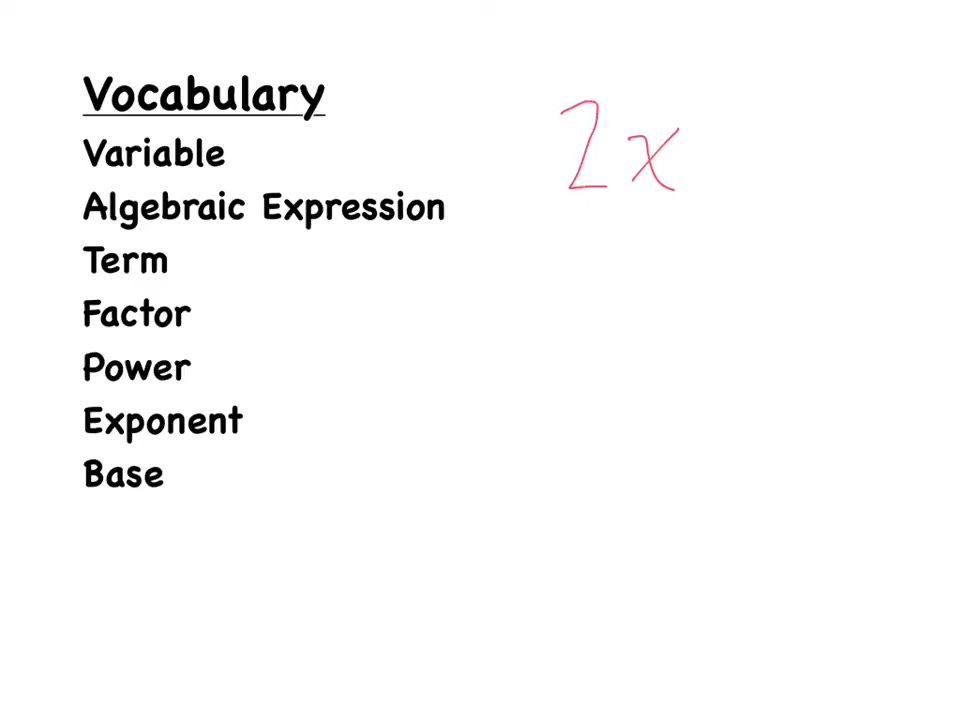 Vocabulary
Variable
Algebraic Expression
Term
Factor
Power
Exponent
Base
2x